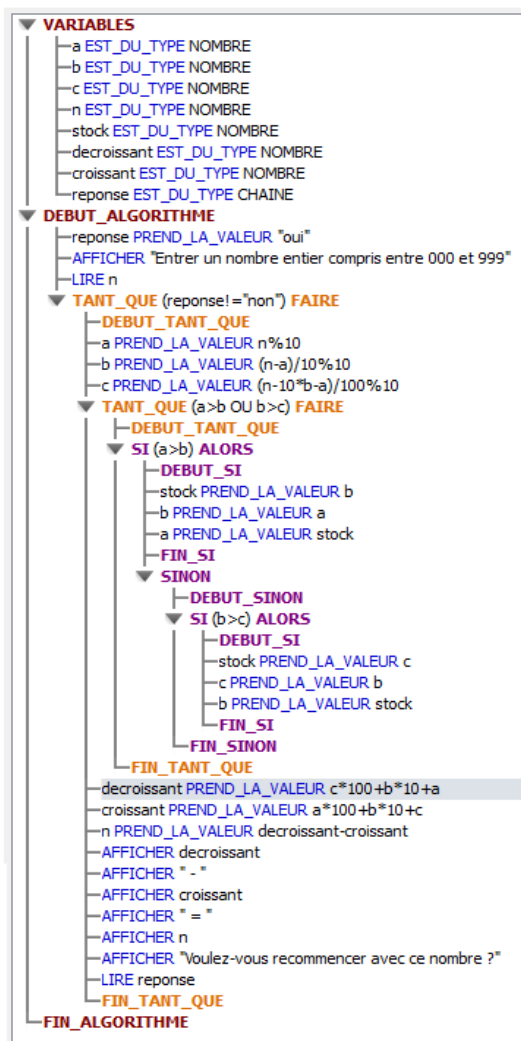 VARIABLES
a EST_DU_TYPE NOMBRE
b EST_DU_TYPE NOMBRE
c EST_DU_TYPE NOMBRE
n EST_DU_TYPE NOMBRE
stock EST_DU_TYPE NOMBRE
decroissant EST_DU_TYPE NOMBRE
croissant EST_DU_TYPE NOMBRE
reponse EST_DU_TYPE CHAINE
DEBUT_ALGORITHME
reponse PREND_LA_VALEUR "oui"
AFFICHER "Entrer un nombre entier compris entre 000 et 999"
LIRE n
TANT_QUE (reponse!="non") FAIRE
DEBUT_TANT_QUE
a PREND_LA_VALEUR n%10
b PREND_LA_VALEUR (n-a)/10%10
c PREND_LA_VALEUR (n-10*b-a)/100%10
TANT_QUE (a>b OU b>c) FAIRE
DEBUT_TANT_QUE
SI (a>b) ALORS
DEBUT_SI
stock PREND_LA_VALEUR b
b PREND_LA_VALEUR a
a PREND_LA_VALEUR stock
FIN_SI
SINON
DEBUT_SINON
SI (b>c) ALORS
DEBUT_SI
stock PREND_LA_VALEUR c
c PREND_LA_VALEUR b
b PREND_LA_VALEUR stock
FIN_SI
FIN_SINON
FIN_TANT_QUE
decroissant PREND_LA_VALEUR c*100+b*10+a
croissant PREND_LA_VALEUR a*100+b*10+c
n PREND_LA_VALEUR decroissant-croissant
AFFICHER decroissant
AFFICHER " - "
AFFICHER croissant
AFFICHER " = "
AFFICHER n
AFFICHER "Voulez-vous recommencer avec ce nombre ?"
LIRE reponse
FIN_TANT_QUE
FIN_ALGORITHME